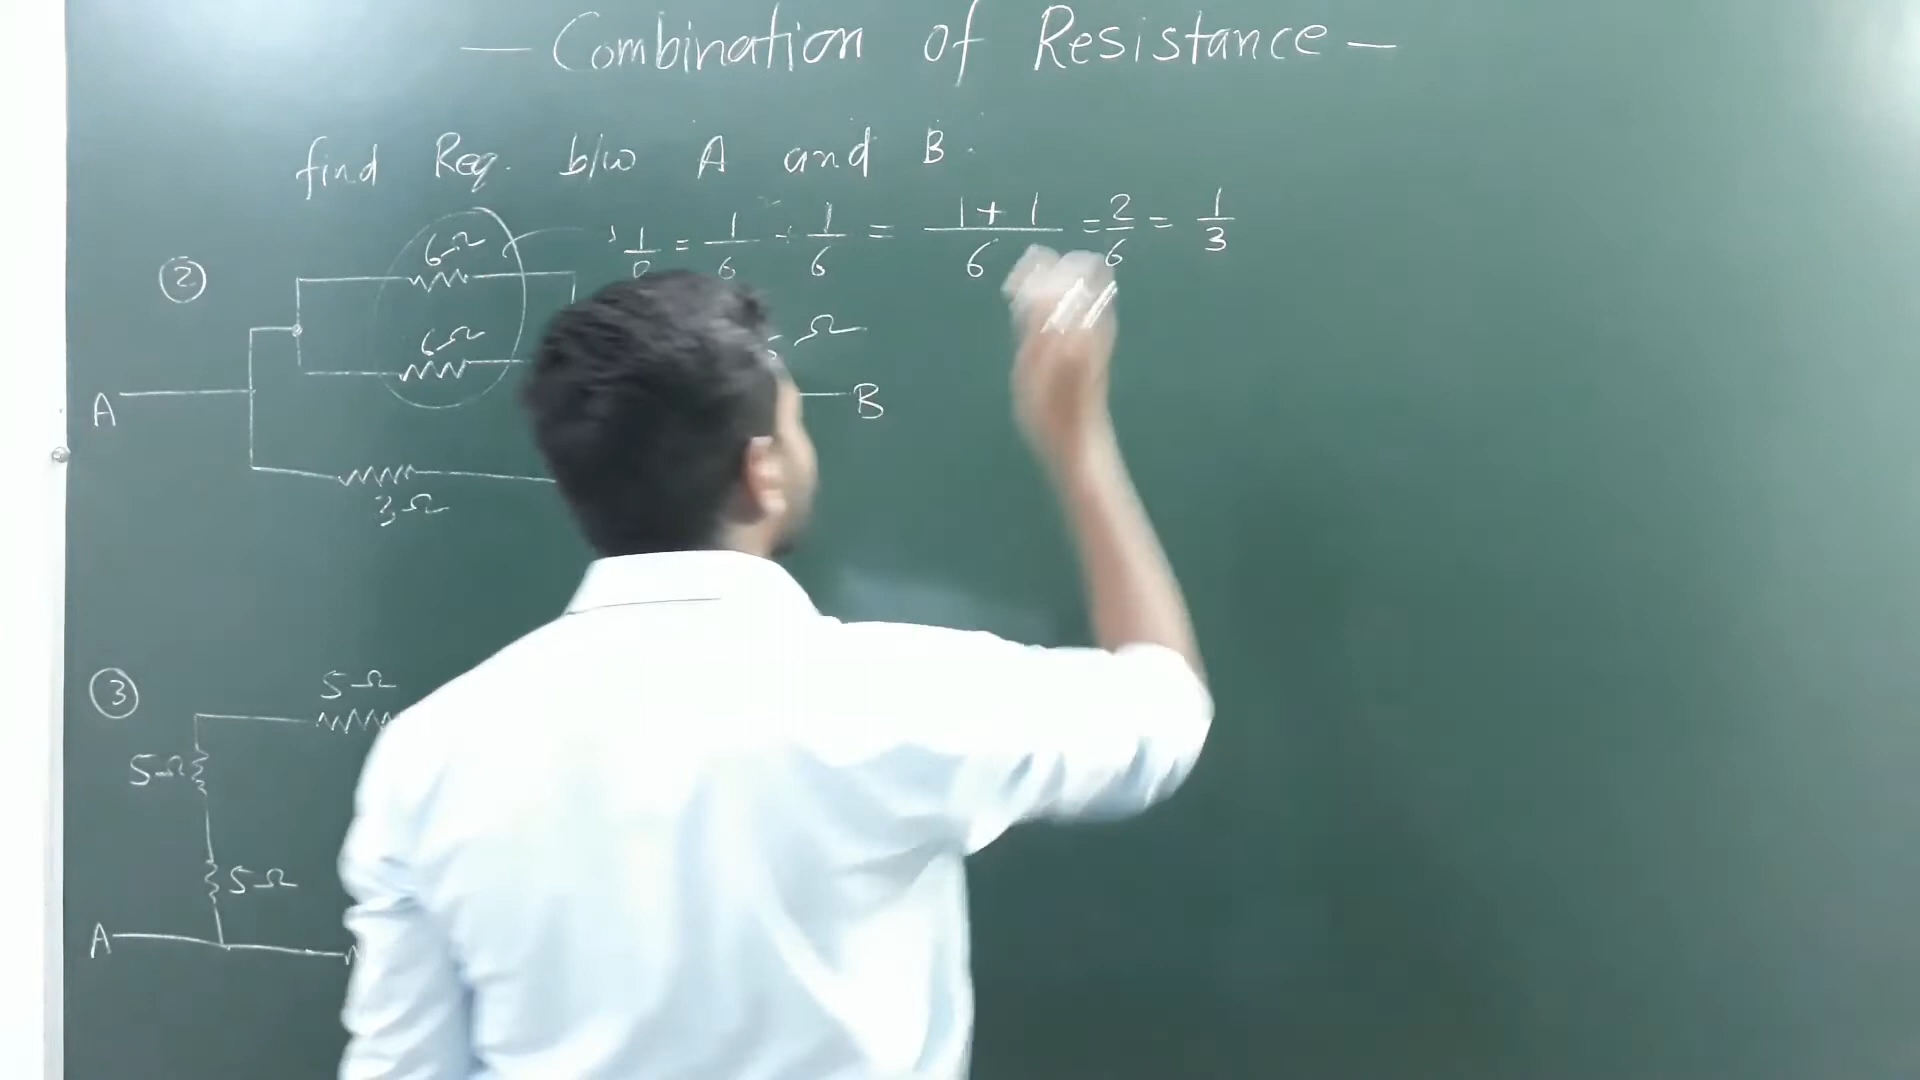 — Combination of Resistance —
find Req. b/w A and B.
1/6 + 1/6 = 1+1/6 = 2/6 = 1/3
②
6Ω
6Ω
Ω
A
B
3Ω
③
5Ω
5Ω
5Ω
A